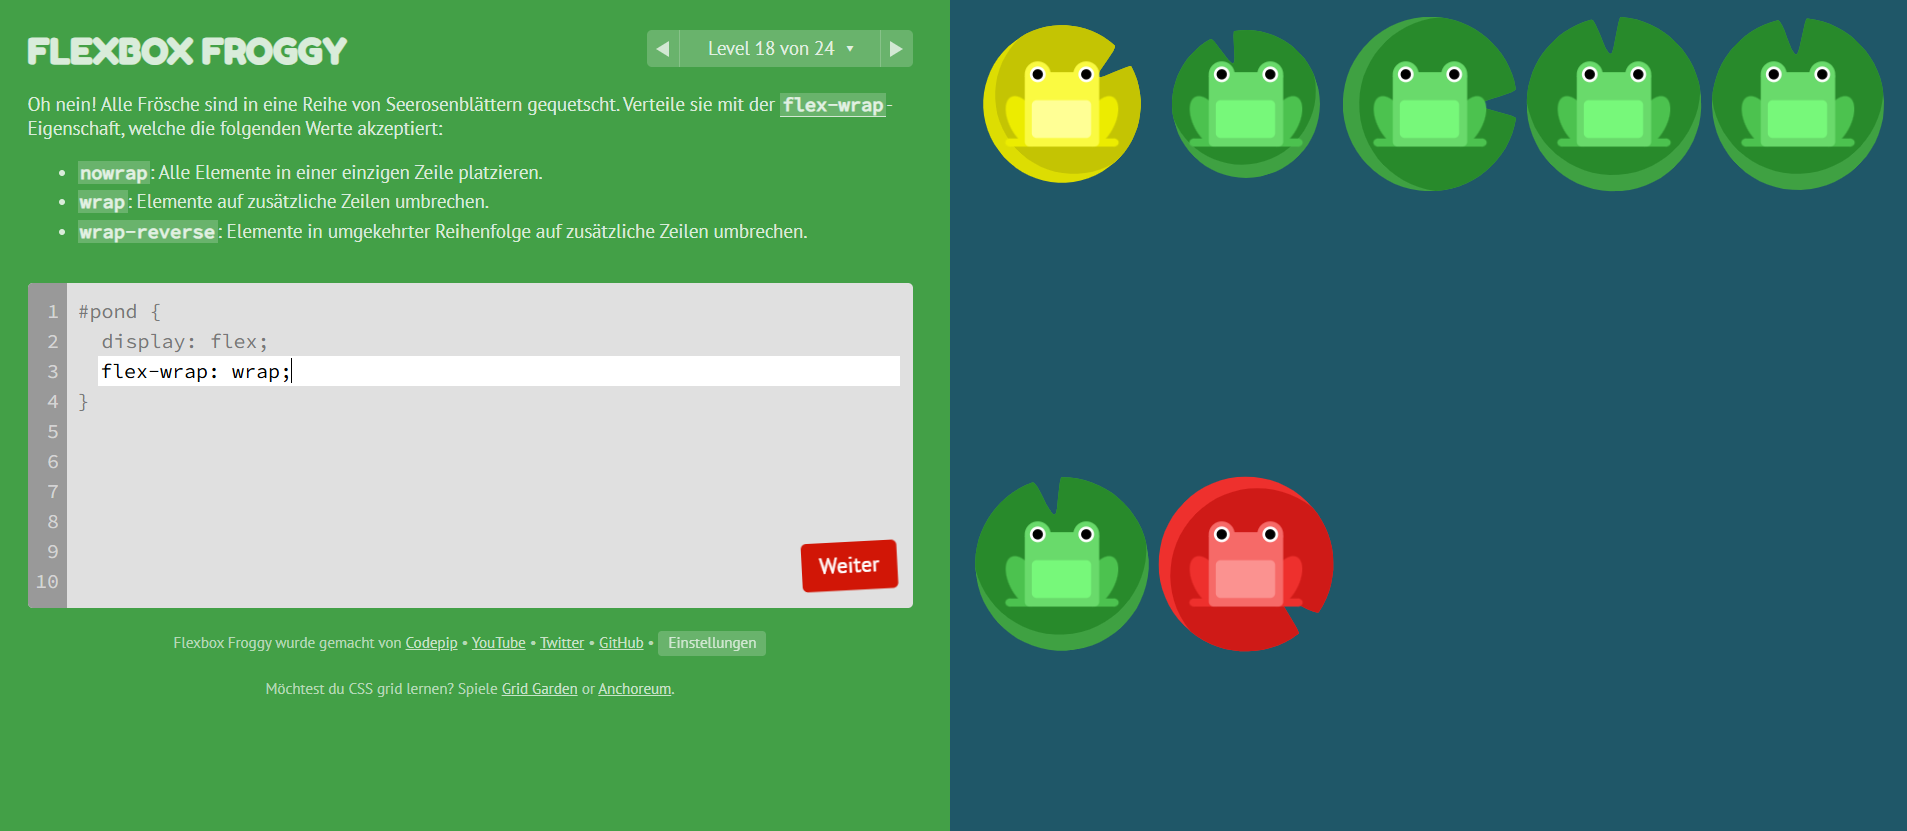 FLEXBOX FROGGY
◀ Level 18 von 24 ▼ ▶
Oh nein! Alle Frösche sind in eine Reihe von Seerosenblättern gequetscht. Verteile sie mit der flex-wrap-
Eigenschaft, welche die folgenden Werte akzeptiert:
• nowrap: Alle Elemente in einer einzigen Zeile platzieren.
• wrap: Elemente auf zusätzliche Zeilen umbrechen.
• wrap-reverse: Elemente in umgekehrter Reihenfolge auf zusätzliche Zeilen umbrechen.
1 #pond {
2 display: flex;
3 flex-wrap: wrap;
4 }
5
6
7
8
9
10
Weiter
Flexbox Froggy wurde gemacht von Codepip • YouTube • Twitter • GitHub • Einstellungen
Möchtest du CSS grid lernen? Spiele Grid Garden or Anchoreum.